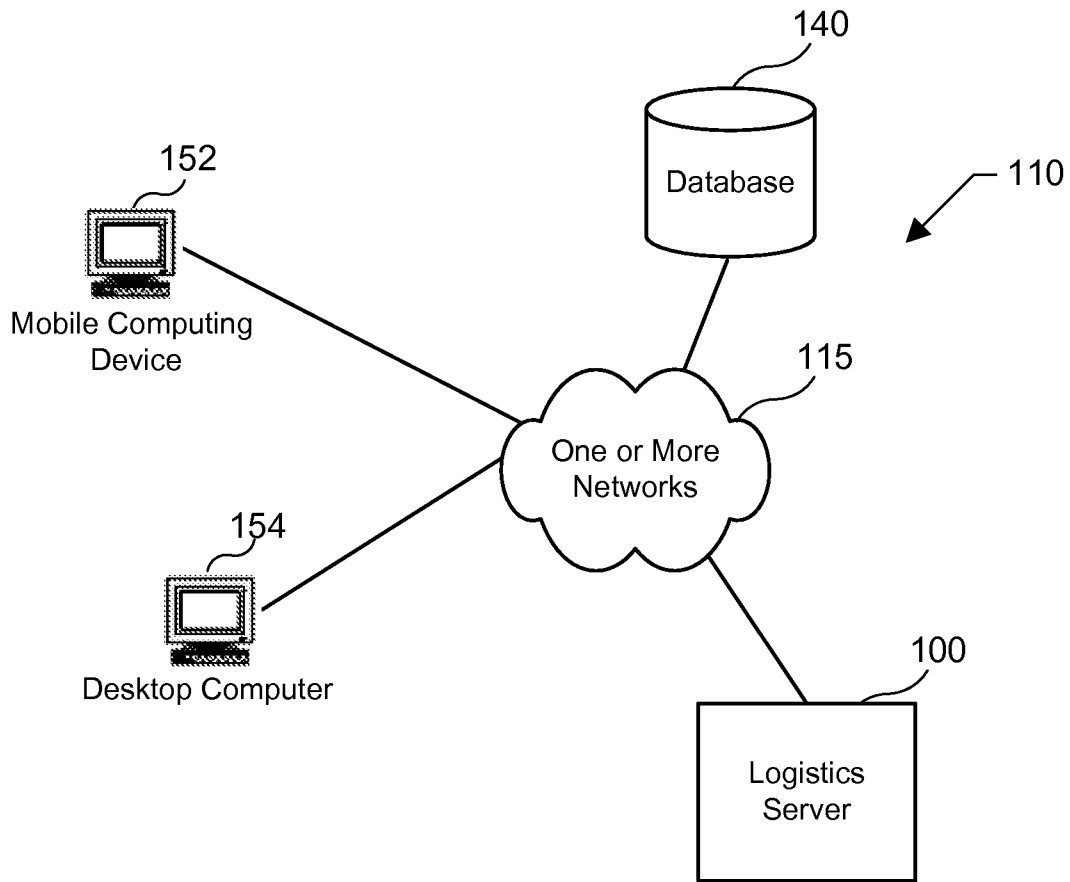 140
152
Database
110
Mobile Computing
Device
115
One or More
Networks
154
Desktop Computer
100
Logistics
Server